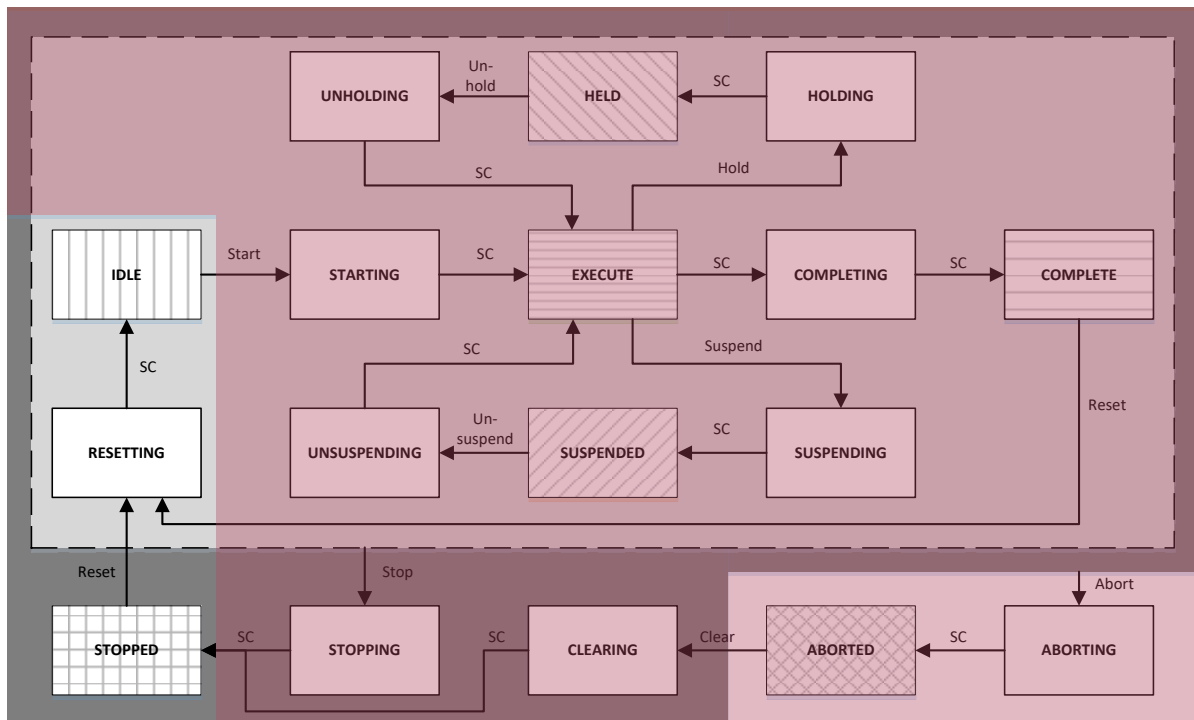 Un-
hold
SC
UNHOLDING
HELD
HOLDING
SC
Hold
Start
SC
SC
SC
IDLE
STARTING
EXECUTE
COMPLETING
COMPLETE
SC
SC
Suspend
Reset
Un-
suspend
SC
RESETTING
UNSUSPENDING
SUSPENDED
SUSPENDING
Reset
Stop
Abort
SC
SC
Clear
SC
STOPPED
STOPPING
CLEARING
ABORTED
ABORTING